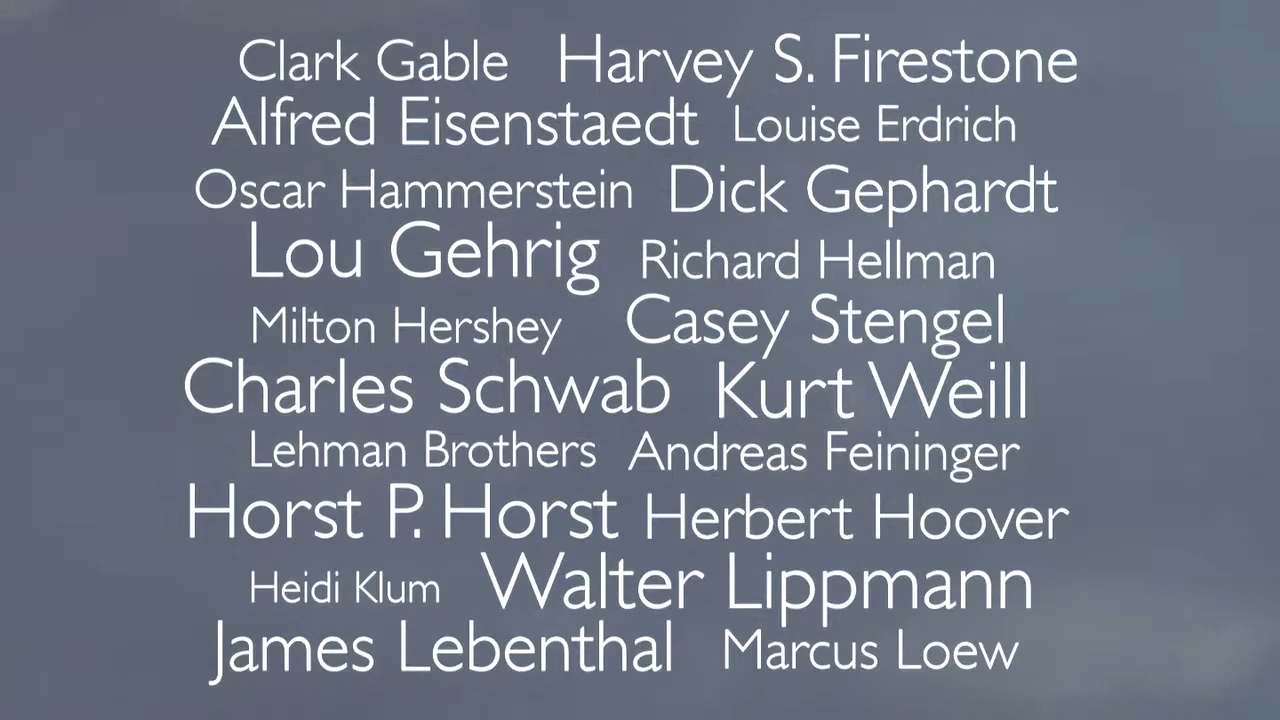 Clark Gable Harvey S. Firestone
Alfred Eisenstaedt Louise Erdrich
Oscar Hammerstein Dick Gephardt
Lou Gehrig Richard Hellman
Milton Hershey Casey Stengel
Charles Schwab Kurt Weill
Lehman Brothers Andreas Feininger
Horst P. Horst Herbert Hoover
Heidi Klum Walter Lippmann
James Lebenthal Marcus Loew